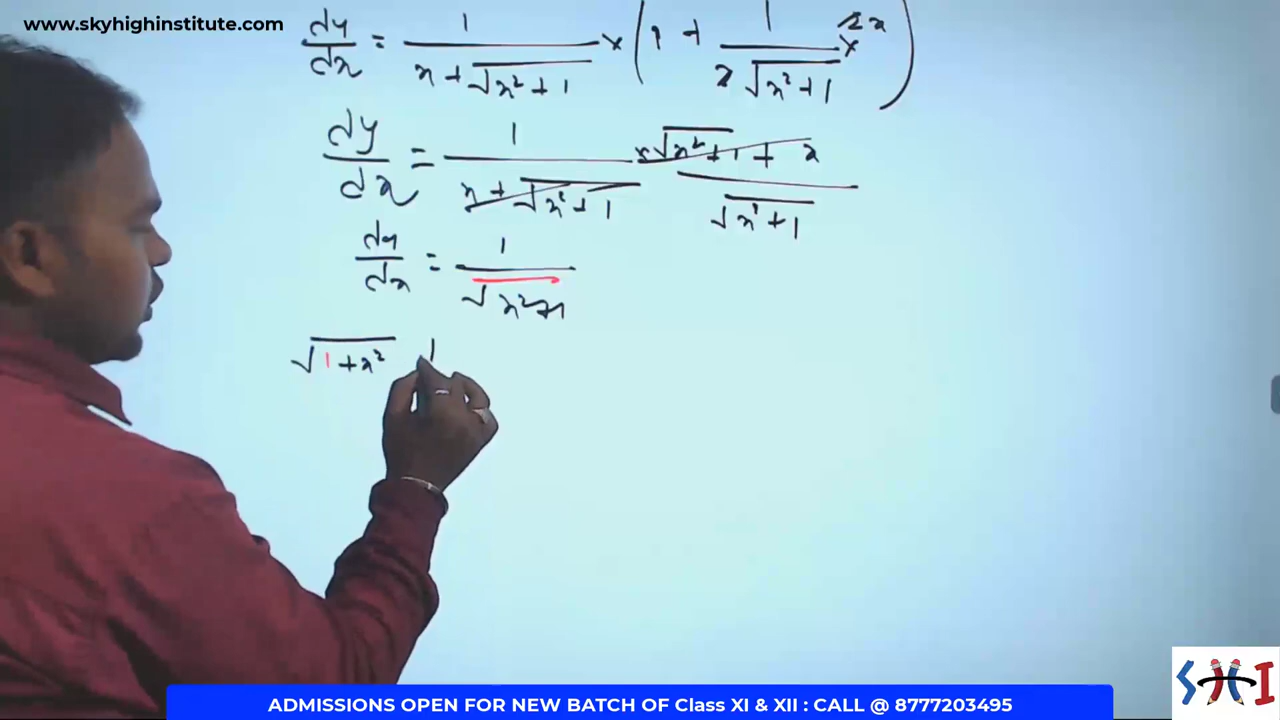 www.skyhighinstitute.com
dy/dx = 1/(x + √(x² + 1)) × (1 + 1/(2√(x² + 1)) × 2x)
dy/dx = 1/(x + √(x² + 1)) × (√(x² + 1) + x)/√(x² + 1)
dy/dx = 1/√(x² + 1)
√(1 + x²)
SHI
ADMISSIONS OPEN FOR NEW BATCH OF Class XI & XII : CALL @ 8777203495